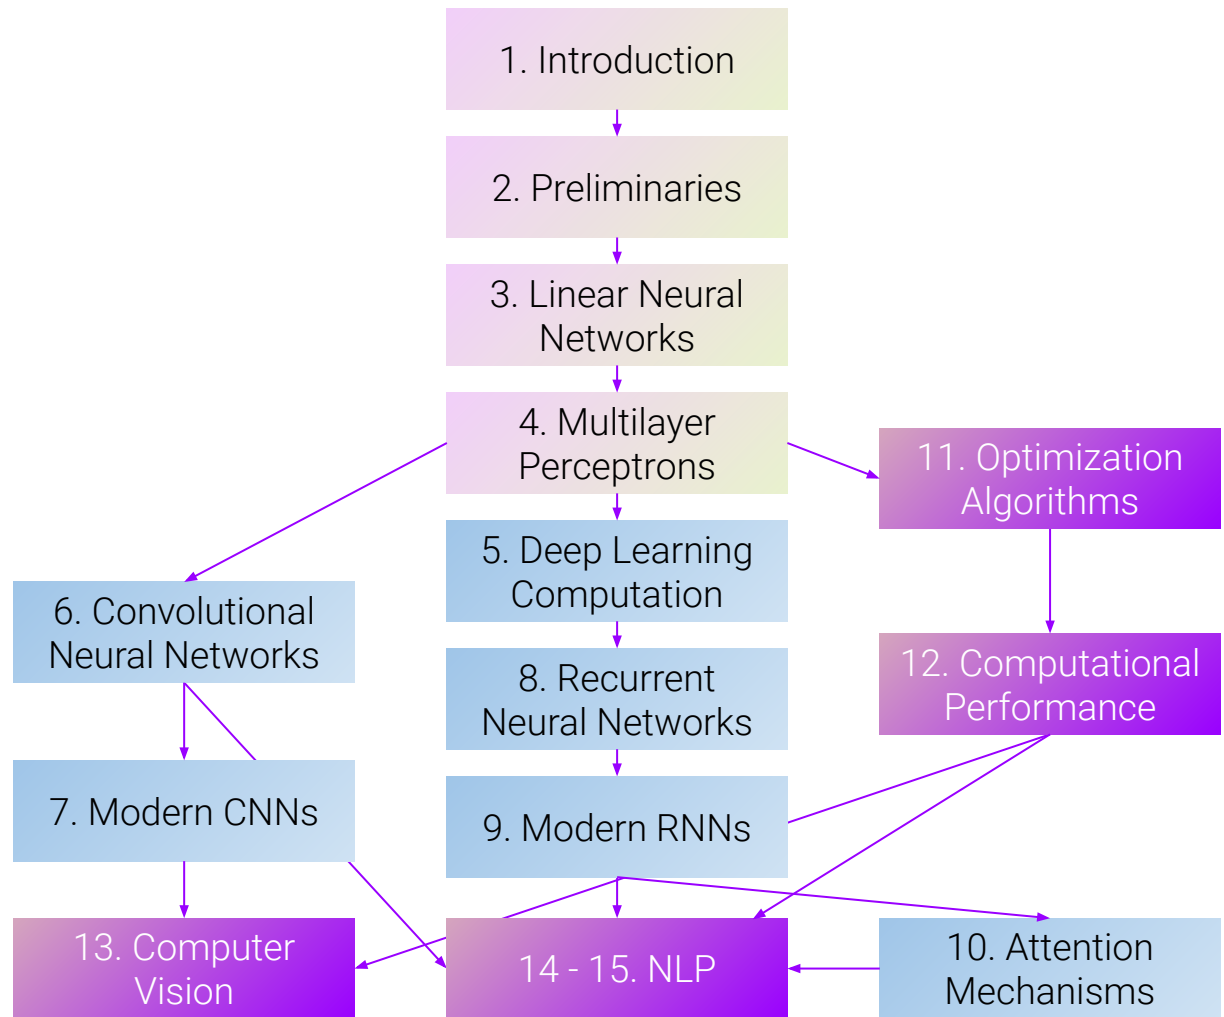 1. Introduction
2. Preliminaries
3. Linear Neural
Networks
4. Multilayer
Perceptrons
11. Optimization
Algorithms
5. Deep Learning
Computation
6. Convolutional
Neural Networks
8. Recurrent
Neural Networks
12. Computational
Performance
7. Modern CNNs
9. Modern RNNs
13. Computer
Vision
14 - 15. NLP
10. Attention
Mechanisms